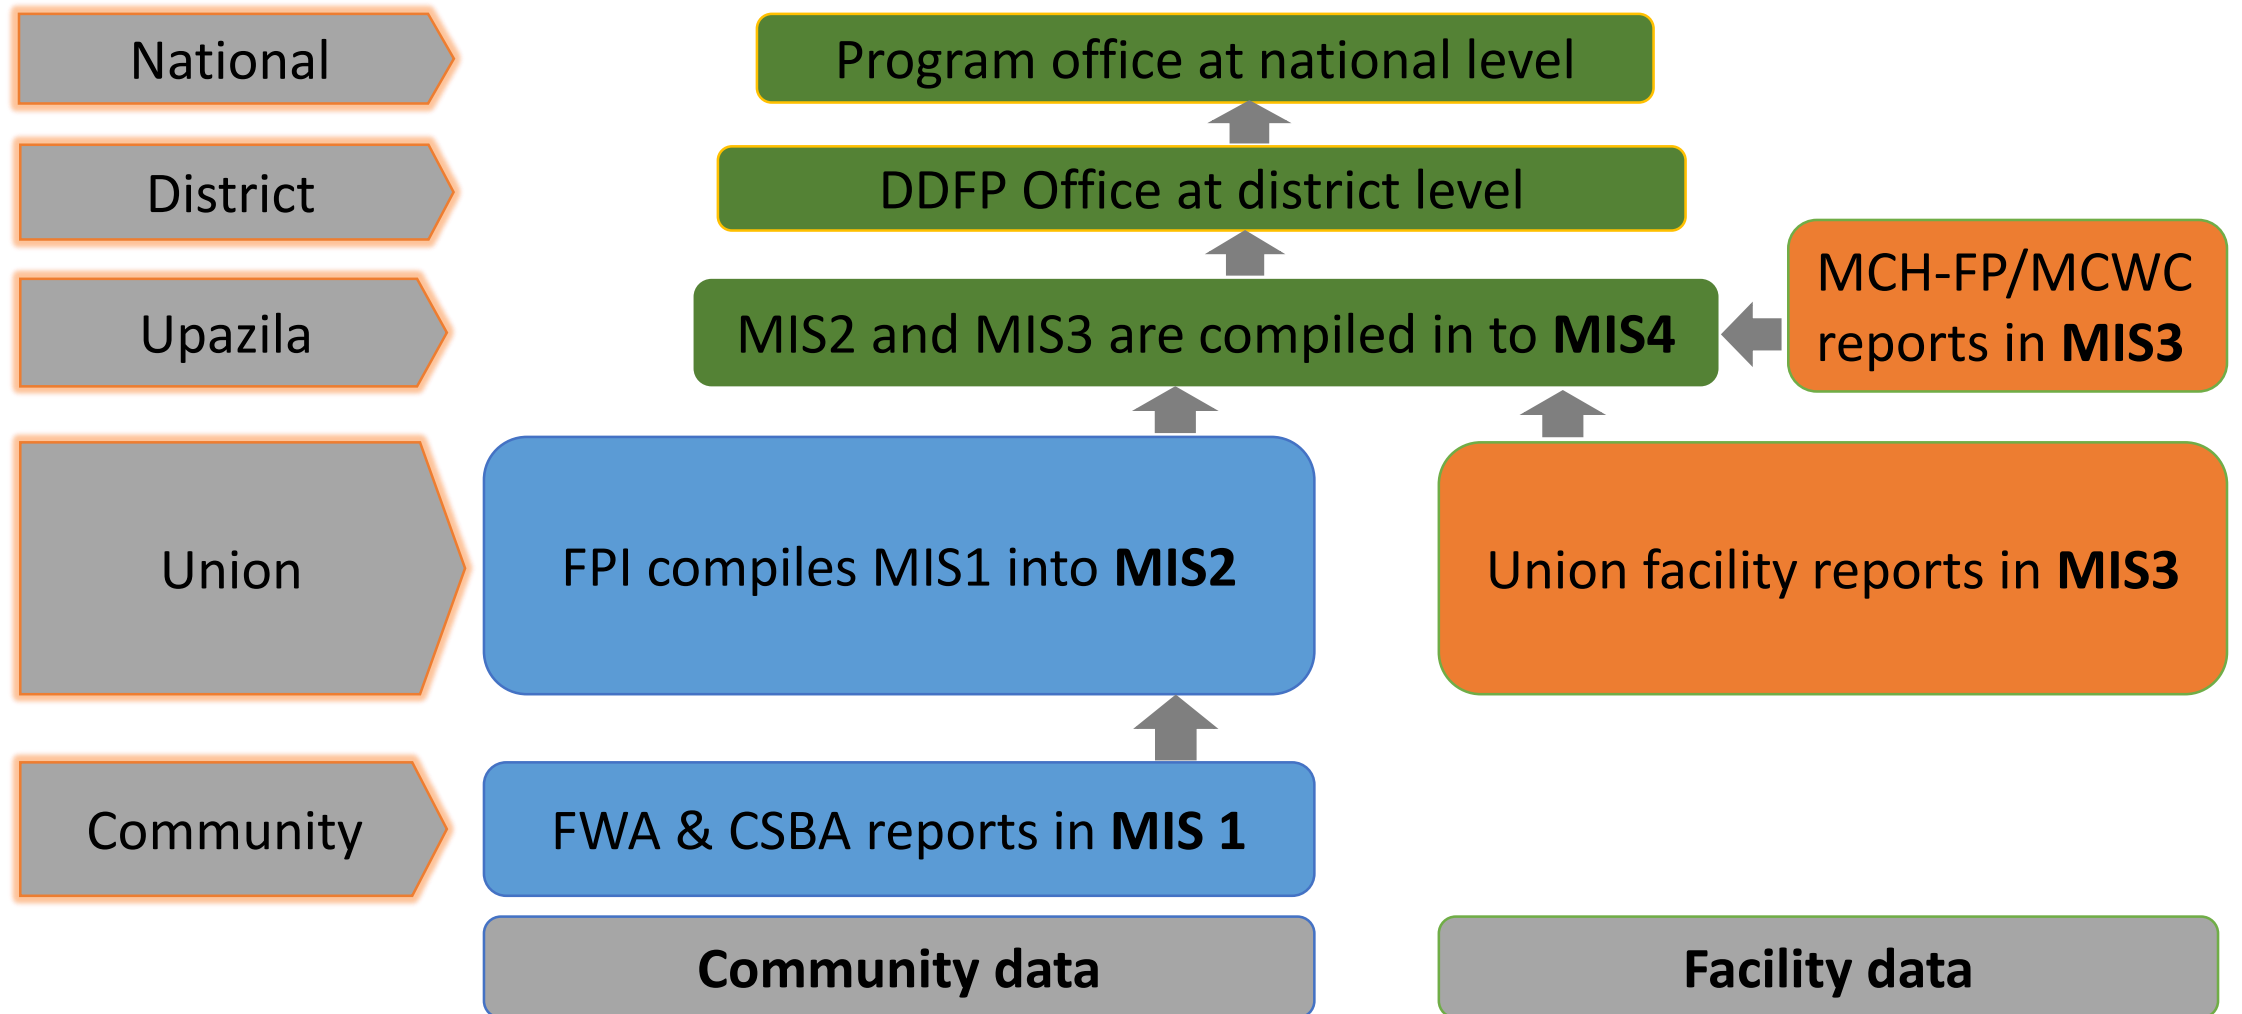 National
Program office at national level
District
DDFP Office at district level
Upazila
MIS2 and MIS3 are compiled in to MIS4
MCH-FP/MCWC
reports in MIS3
Union
FPI compiles MIS1 into MIS2
Union facility reports in MIS3
Community
FWA & CSBA reports in MIS 1
Community data
Facility data